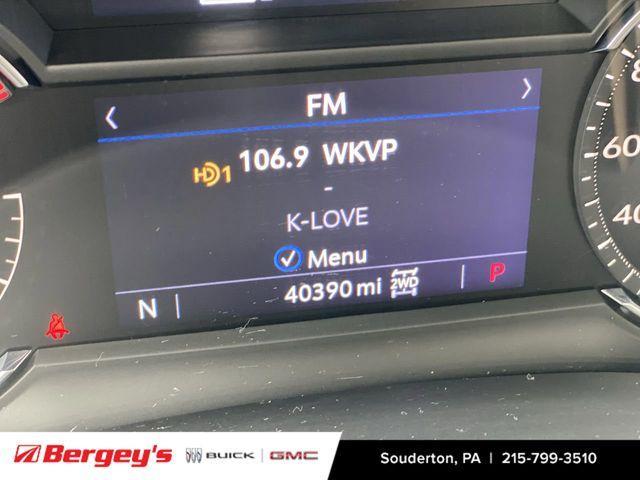 FM
HD1 106.9 WKVP
-
K-LOVE
Menu
N 40390 mi 2WD P
80
60
40
Bergey's BUICK GMC Souderton, PA | 215-799-3510